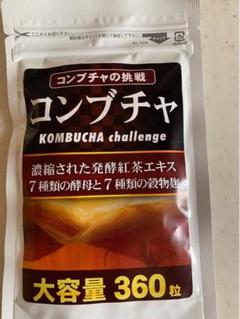 コンブチャの挑戦
コンブチャ
KOMBUCHA challenge
濃縮された発酵紅茶エキス
7種類の酵母と7種類の穀物麹
大容量 360粒